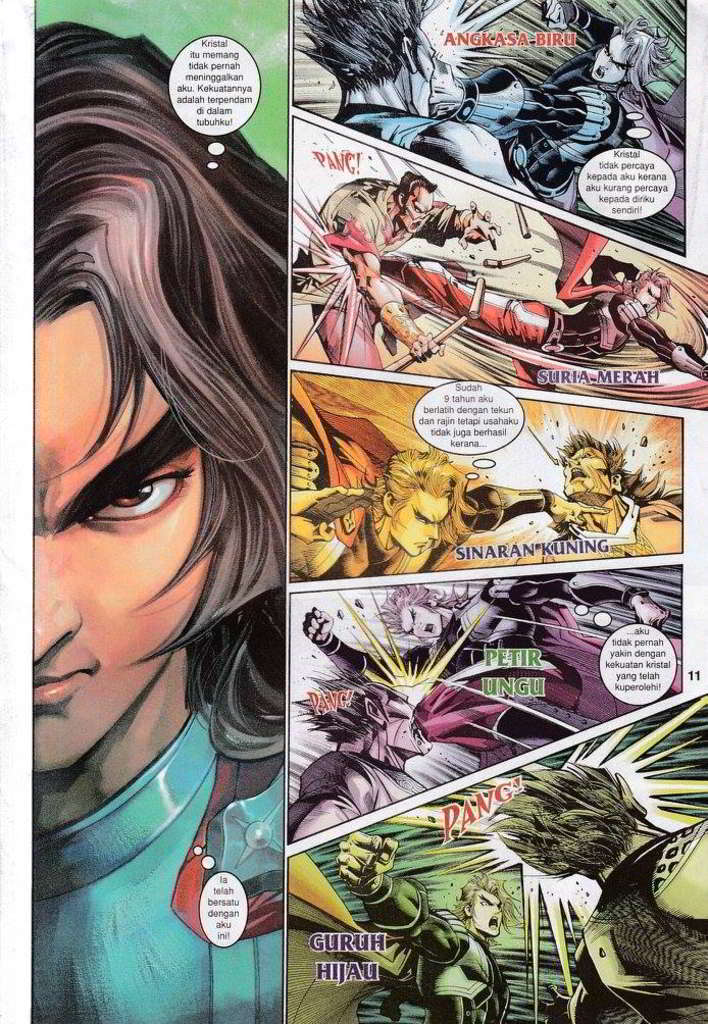 Kristal
itu memang
tidak pernah
meninggalkan
aku. Kekuatannya
adalah terpendam
di dalam
tubuhku!
Ia
telah
bersatu
dengan
aku
ini!
ANGKASA BIRU
Kristal
tidak percaya
kepada aku kerana
aku kurang percaya
kepada diriku
sendiri!
PANG!
SURIA MERAH
Sudah
9 tahun aku
berlatih dengan tekun
dan rajin tetapi usahaku
tidak juga berhasil
kerana...
SINARAN KUNING
...aku
tidak pernah
yakin dengan
kekuatan kristal
yang telah
kuperolehi!
PETIR
UNGU
PANG!
11
PANG!
GURUH
HIJAU